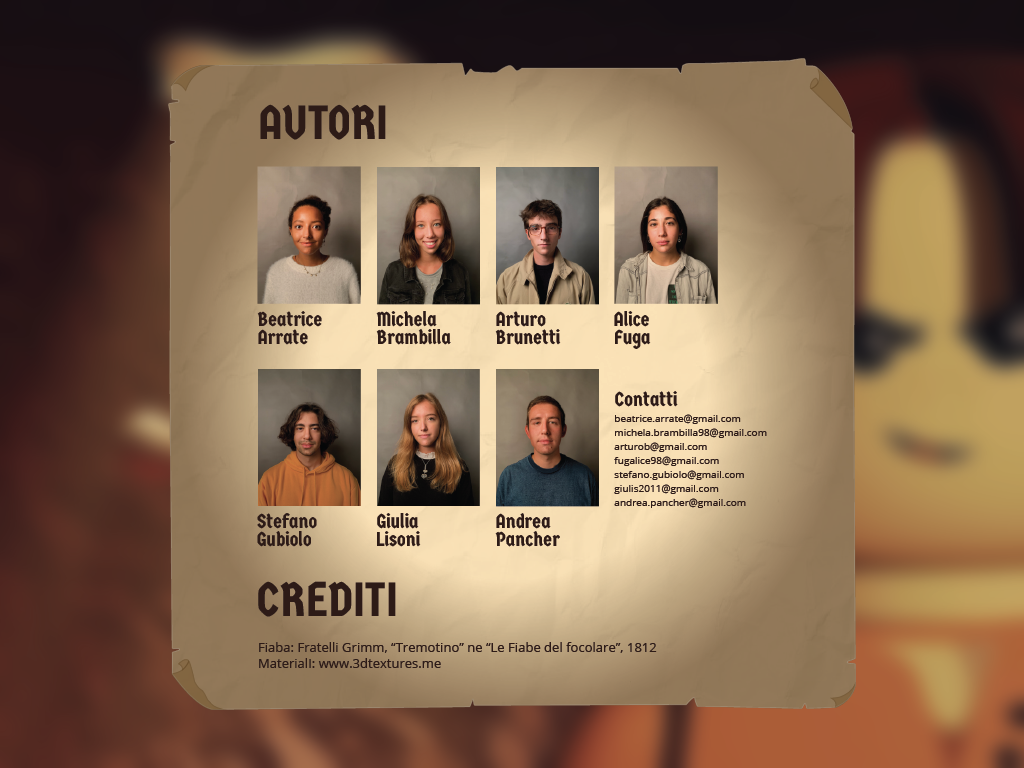 AUTORI
Beatrice
Arrate
Michela
Brambilla
Arturo
Brunetti
Alice
Fuga
Stefano
Gubiolo
Giulia
Lisoni
Andrea
Pancher
Contatti
beatrice.arrate@gmail.com
michela.brambilla98@gmail.com
arturob@gmail.com
fugalice98@gmail.com
stefano.gubiolo@gmail.com
giulis2011@gmail.com
andrea.pancher@gmail.com
CREDITI
Fiaba: Fratelli Grimm, “Tremotino” ne “Le Fiabe del focolare”, 1812
MaterialI: www.3dtextures.me